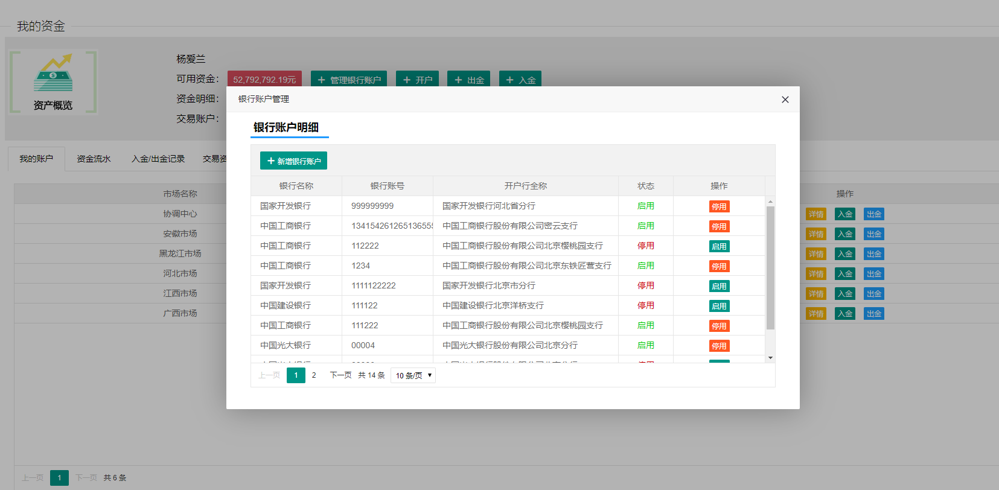 我的资金
资产概览
杨爱兰
可用资金： 52,792,792.19元 + 管理银行账户 + 开户 + 出金 + 入金
资金明细：
交易账户：
我的账户 资金流水 入金/出金记录 交易资
市场名称 操作
协调中心 详情 入金 出金
安徽市场 详情 入金 出金
黑龙江市场 详情 入金 出金
河北市场 详情 入金 出金
江西市场 详情 入金 出金
广西市场 详情 入金 出金
上一页 1 下一页 共 6 条
银行账户管理
银行账户明细
+ 新增银行账户
银行名称 银行账号 开户行全称 状态 操作
国家开发银行 999999999 国家开发银行河北省分行 启用 停用
中国工商银行 13415426126513655 中国工商银行股份有限公司密云支行 启用 停用
中国工商银行 112222 中国工商银行股份有限公司北京樱桃园支行 停用 启用
中国工商银行 1234 中国工商银行股份有限公司北京东铁匠营支行 启用 停用
国家开发银行 1111122222 国家开发银行北京市分行 停用 启用
中国建设银行 111122 中国建设银行北京洋桥支行 停用 启用
中国工商银行 111222 中国工商银行股份有限公司北京樱桃园支行 启用 停用
中国光大银行 00004 中国光大银行股份有限公司北京分行 启用 停用
上一页 1 2 下一页 共 14 条 10 条/页